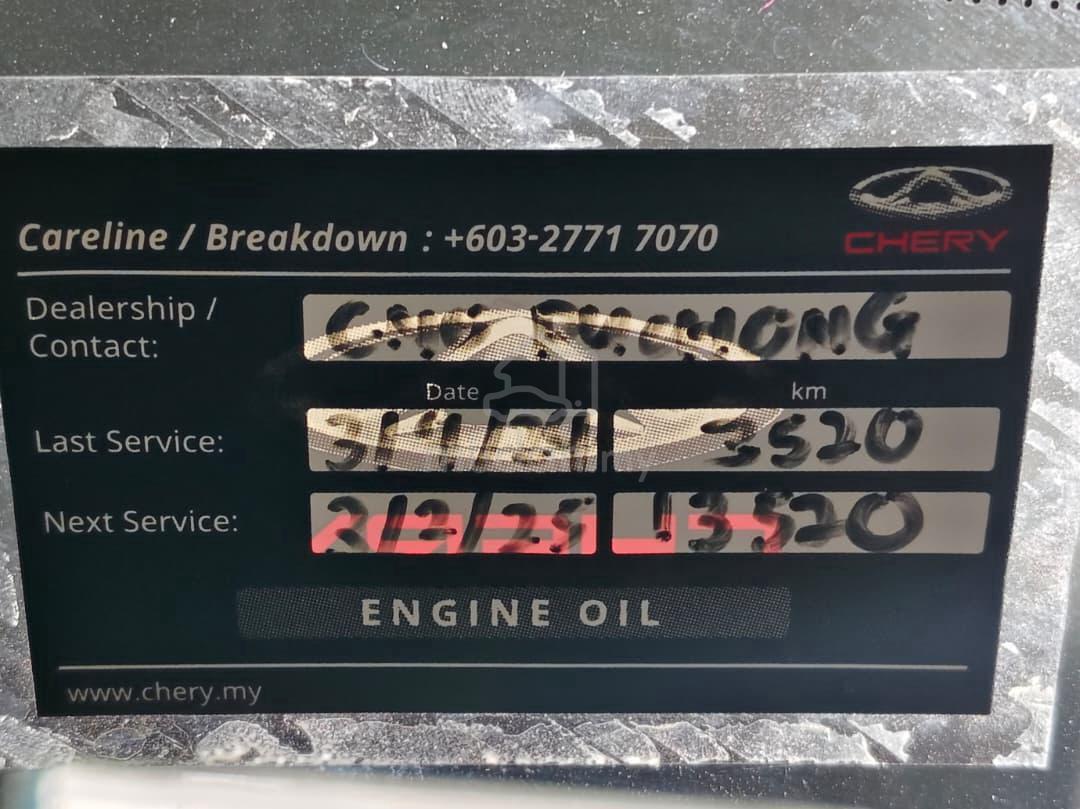 Careline / Breakdown : +603-2771 7070
CHERY
Dealership /
Contact:
PUCHONG
Date km
Last Service: 3520
Next Service: 13520
ENGINE OIL
www.chery.my